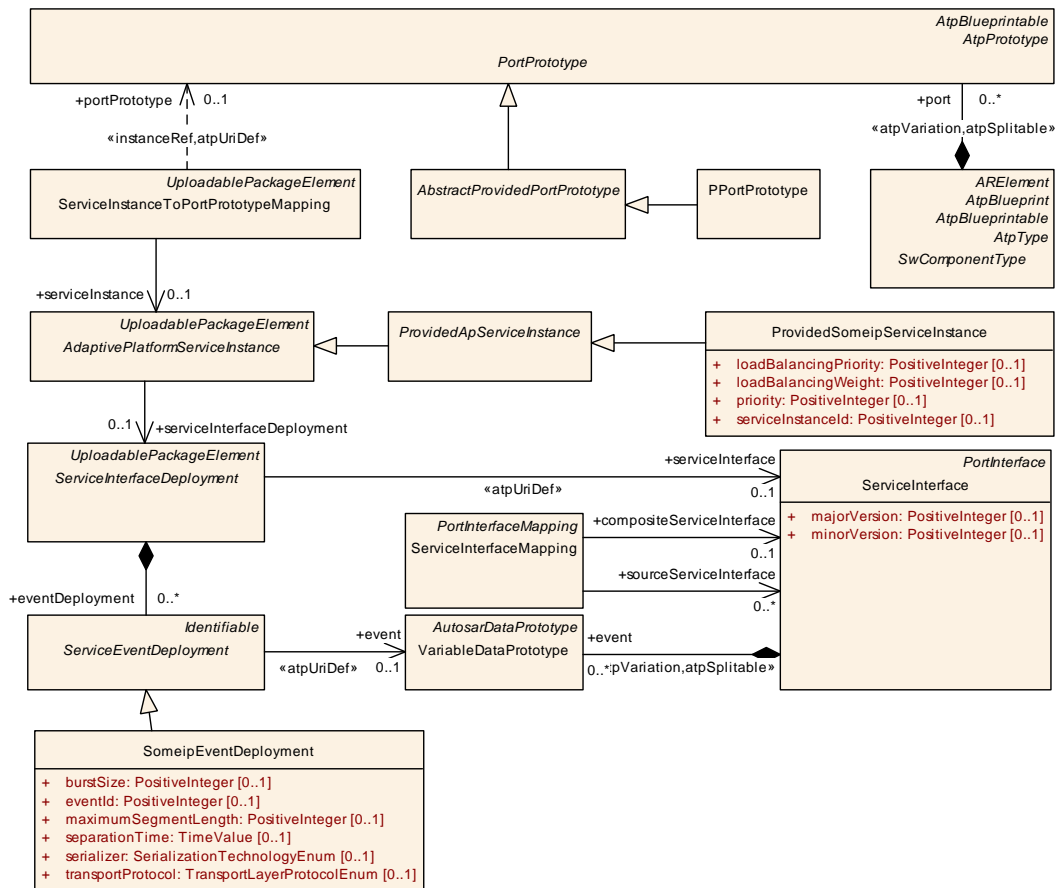 AtpBlueprintable
AtpPrototype
PortPrototype
+portPrototype 0..1
+port 0..*
«instanceRef,atpUriDef»
«atpVariation,atpSplitable»
UploadablePackageElement
ServiceInstanceToPortPrototypeMapping
AbstractProvidedPortPrototype
PPortPrototype
ARElement
AtpBlueprint
AtpBlueprintable
AtpType
SwComponentType
+serviceInstance 0..1
UploadablePackageElement
AdaptivePlatformServiceInstance
ProvidedApServiceInstance
ProvidedSomeipServiceInstance
+ loadBalancingPriority: PositiveInteger [0..1]
+ loadBalancingWeight: PositiveInteger [0..1]
+ priority: PositiveInteger [0..1]
+ serviceInstanceId: PositiveInteger [0..1]
0..1 +serviceInterfaceDeployment
UploadablePackageElement
ServiceInterfaceDeployment
+serviceInterface
«atpUriDef» 0..1
PortInterface
ServiceInterface
+ majorVersion: PositiveInteger [0..1]
+ minorVersion: PositiveInteger [0..1]
PortInterfaceMapping
ServiceInterfaceMapping
+compositeServiceInterface
0..1
+sourceServiceInterface
0..*
+eventDeployment 0..*
Identifiable
ServiceEventDeployment
+event
«atpUriDef» 0..1
AutosarDataPrototype
VariableDataPrototype
+event
0..* pVariation,atpSplitable»
SomeipEventDeployment
+ burstSize: PositiveInteger [0..1]
+ eventId: PositiveInteger [0..1]
+ maximumSegmentLength: PositiveInteger [0..1]
+ separationTime: TimeValue [0..1]
+ serializer: SerializationTechnologyEnum [0..1]
+ transportProtocol: TransportLayerProtocolEnum [0..1]